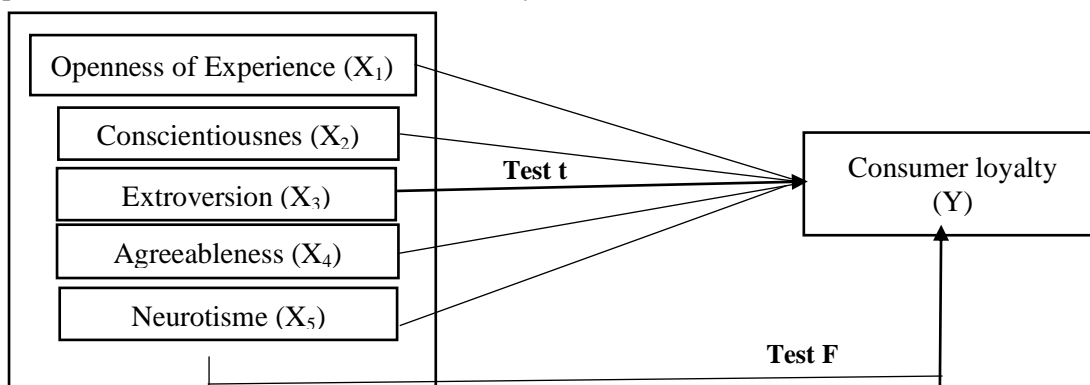 Openness of Experience (X₁)
Conscientiousnes (X₂)
Extroversion (X₃)
Agreeableness (X₄)
Neurotisme (X₅)
Test t
Consumer loyalty
(Y)
Test F